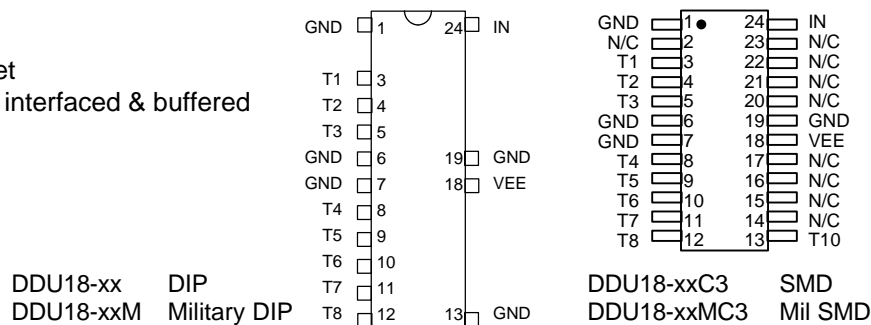 et
interfaced & buffered
GND 1 24 IN
T1 3
T2 4
T3 5
GND 6 19 GND
GND 7 18 VEE
T4 8
T5 9
T6 10
T7 11
T8 12 13 GND
GND 1 24 IN
N/C 2 23 N/C
T1 3 22 N/C
T2 4 21 N/C
T3 5 20 N/C
GND 6 19 GND
GND 7 18 VEE
T4 8 17 N/C
T5 9 16 N/C
T6 10 15 N/C
T7 11 14 N/C
T8 12 13 T10
DDU18-xx DIP
DDU18-xxM Military DIP
DDU18-xxC3 SMD
DDU18-xxMC3 Mil SMD